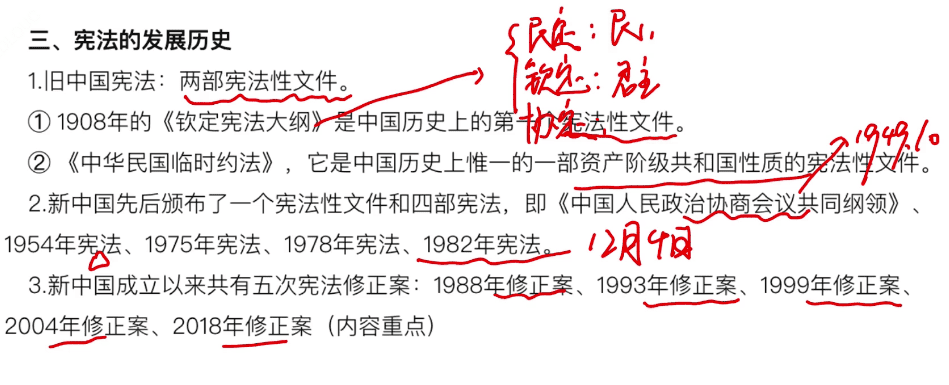 三、宪法的发展历史
民定：民、
1.旧中国宪法：两部宪法性文件。
钦定：君主
① 1908年的《钦定宪法大纲》是中国历史上的第一个宪法性文件。
协定：
1949.10
② 《中华民国临时约法》，它是中国历史上惟一的一部资产阶级共和国性质的宪法性文件。
2.新中国先后颁布了一个宪法性文件和四部宪法，即《中国人民政治协商会议共同纲领》、
1954年宪法、1975年宪法、1978年宪法、1982年宪法。
12月4日
3.新中国成立以来共有五次宪法修正案：1988年修正案、1993年修正案、1999年修正案、
2004年修正案、2018年修正案（内容重点）